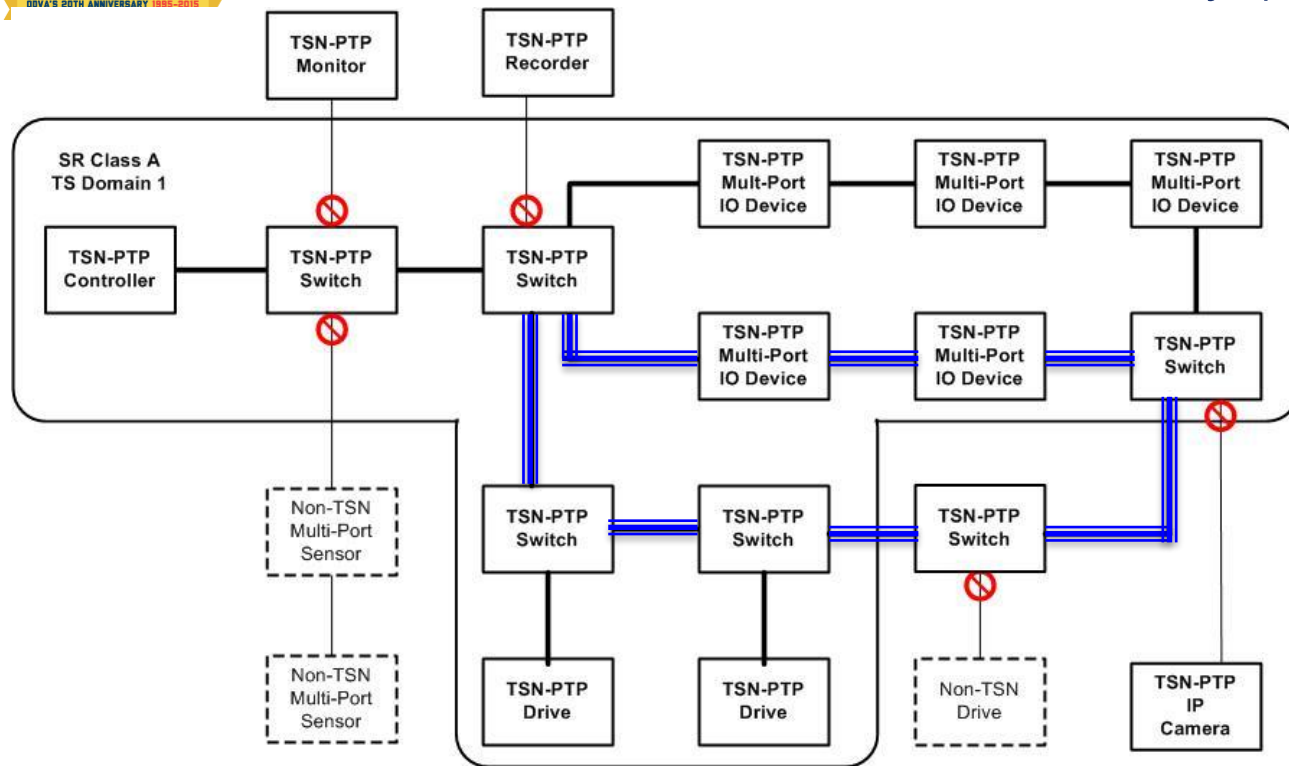 ODVA'S 20TH ANNIVERSARY 1995-2015
TSN-PTP
Monitor
TSN-PTP
Recorder
SR Class A
TS Domain 1
TSN-PTP
Mult-Port
IO Device
TSN-PTP
Multi-Port
IO Device
TSN-PTP
Multi-Port
IO Device
TSN-PTP
Controller
TSN-PTP
Switch
TSN-PTP
Switch
TSN-PTP
Multi-Port
IO Device
TSN-PTP
Multi-Port
IO Device
TSN-PTP
Switch
Non-TSN
Multi-Port
Sensor
TSN-PTP
Switch
TSN-PTP
Switch
TSN-PTP
Switch
Non-TSN
Multi-Port
Sensor
TSN-PTP
Drive
TSN-PTP
Drive
Non-TSN
Drive
TSN-PTP
IP
Camera